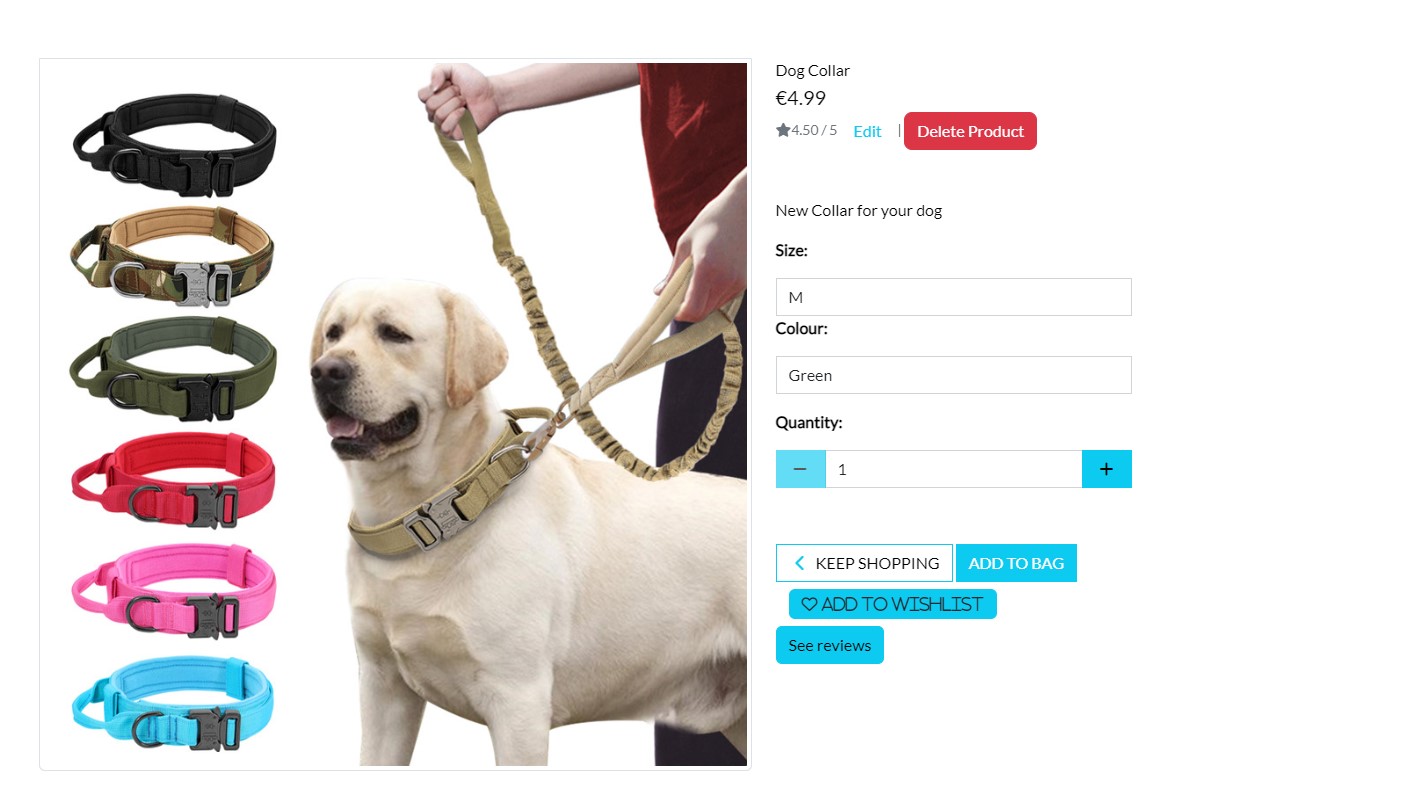 Dog Collar
€4.99
4.50 / 5 Edit | Delete Product
New Collar for your dog
Size:
M
Colour:
Green
Quantity:
1
KEEP SHOPPING ADD TO BAG
ADD TO WISHLIST
See reviews